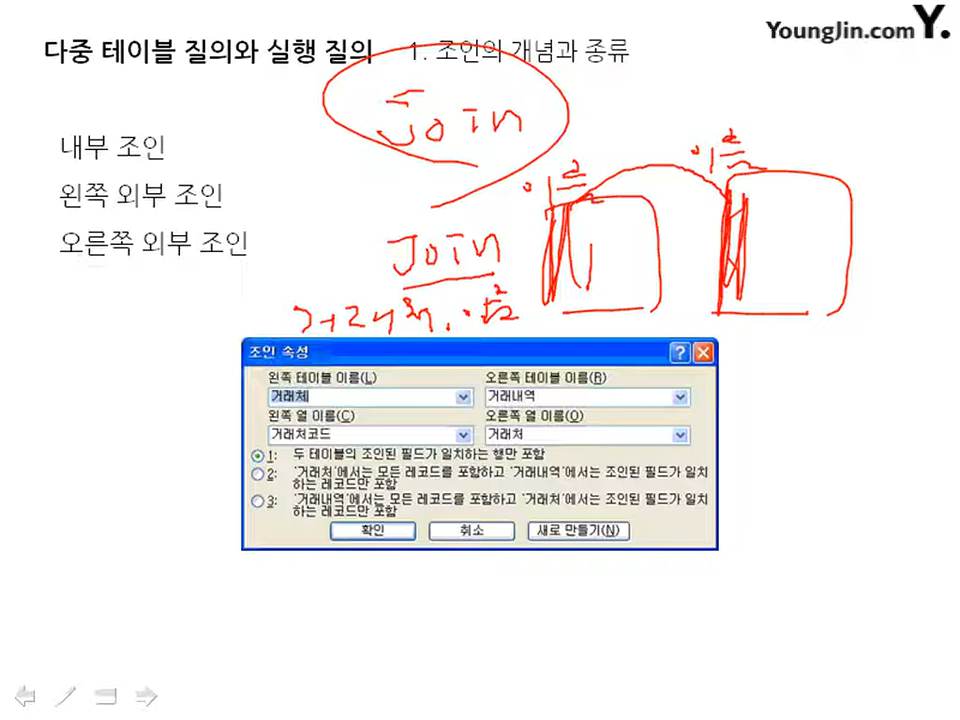 YoungJin.com Y.
다중 테이블 질의와 실행 질의 1. 조인의 개념과 종류
Join
내부 조인
왼쪽 외부 조인
오른쪽 외부 조인
Join
조인 속성
왼쪽 테이블 이름(L) 오른쪽 테이블 이름(R)
거래처 거래내역
왼쪽 열 이름(C) 오른쪽 열 이름(O)
거래처코드 거래처
1: 두 테이블의 조인된 필드가 일치하는 행만 포함
2: '거래처'에서는 모든 레코드를 포함하고 '거래내역'에서는 조인된 필드가 일치
하는 레코드만 포함
3: '거래내역'에서는 모든 레코드를 포함하고 '거래처'에서는 조인된 필드가 일치
하는 레코드만 포함
확인 취소 새로 만들기(N)